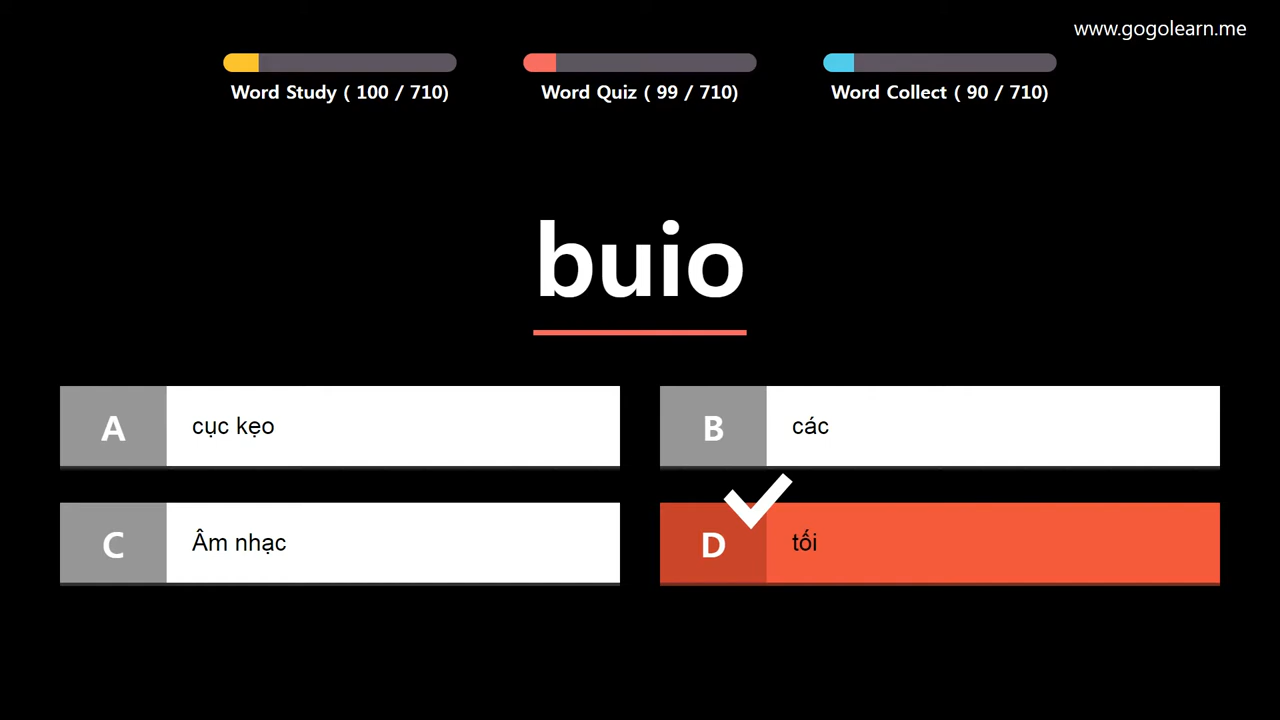 www.gogolearn.me
Word Study ( 100 / 710)
Word Quiz ( 99 / 710)
Word Collect ( 90 / 710)
buio
A cục kẹo
B các
C Âm nhạc
D tối